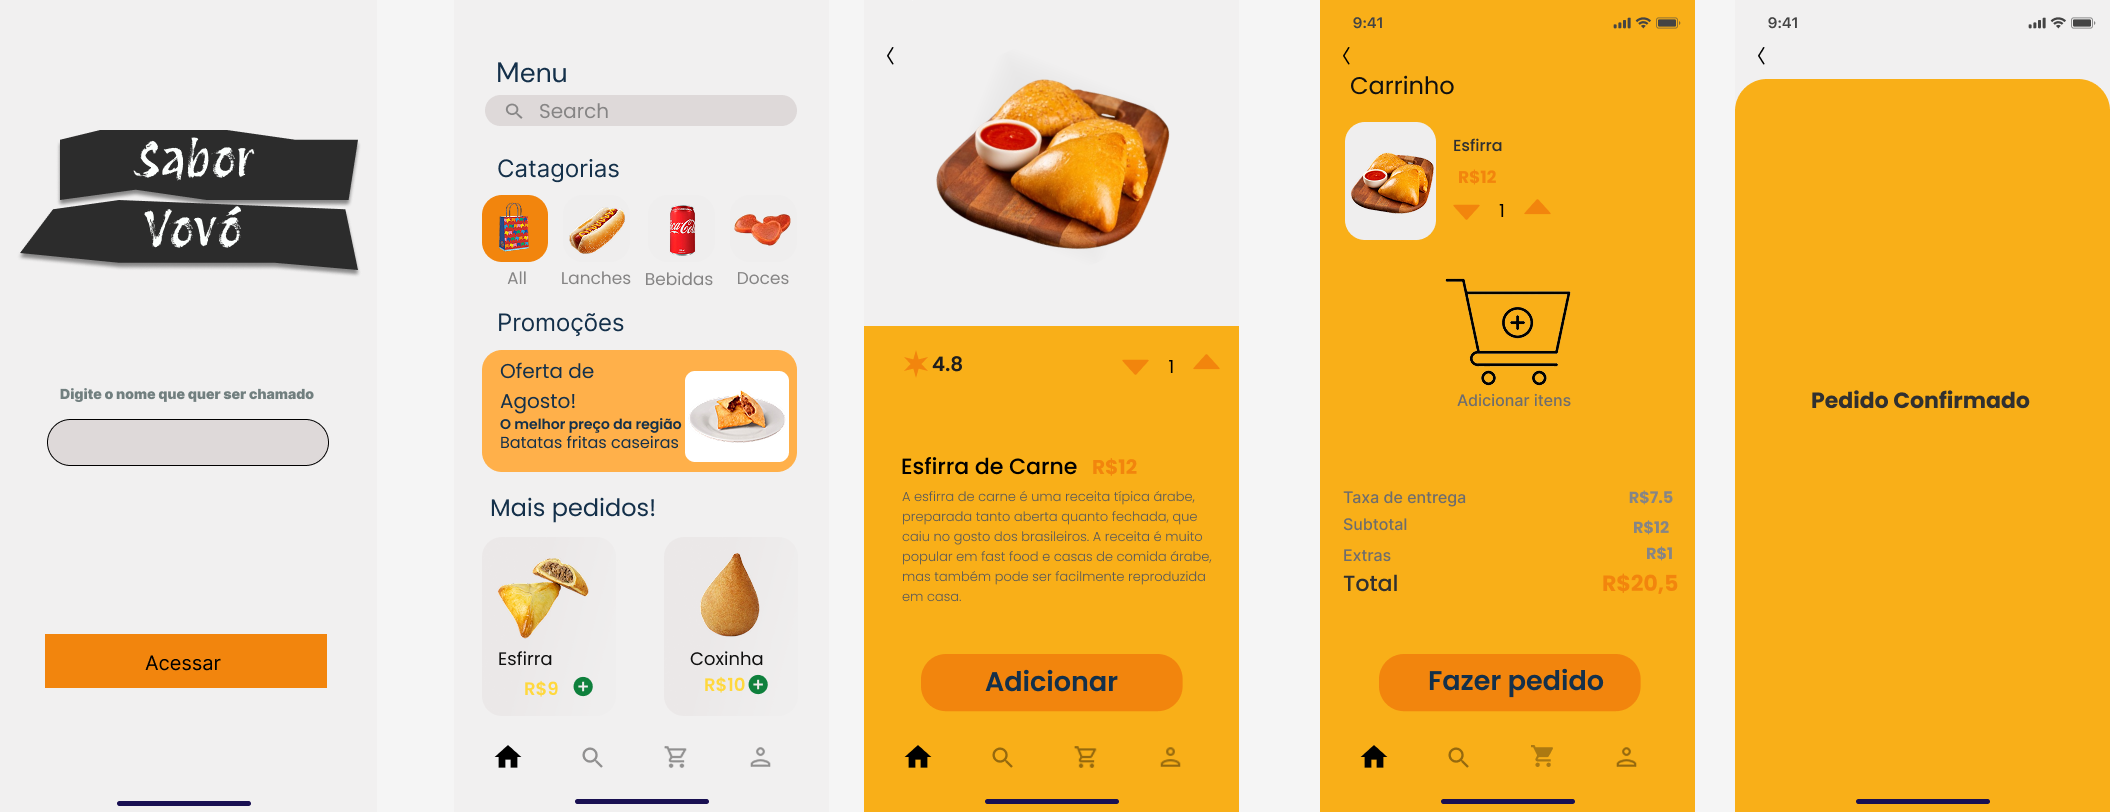 Sabor
Vovó
Digite o nome que quer ser chamado
Acessar
Menu
Search
Catagorias
All
Lanches
Bebidas
Doces
Promoções
Oferta de
Agosto!
O melhor preço da região
Batatas fritas caseiras
Mais pedidos!
Esfirra
R$9
Coxinha
R$10
4.8
1
Esfirra de Carne R$12
A esfirra de carne é uma receita típica árabe,
preparada tanto aberta quanto fechada, que
caiu no gosto dos brasileiros. A receita é muito
popular em fast food e casas de comida árabe,
mas também pode ser facilmente reproduzida
em casa.
Adicionar
9:41
Carrinho
Esfirra
R$12
1
Adicionar itens
Taxa de entrega R$7.5
Subtotal R$12
Extras R$1
Total R$20,5
Fazer pedido
9:41
Pedido Confirmado